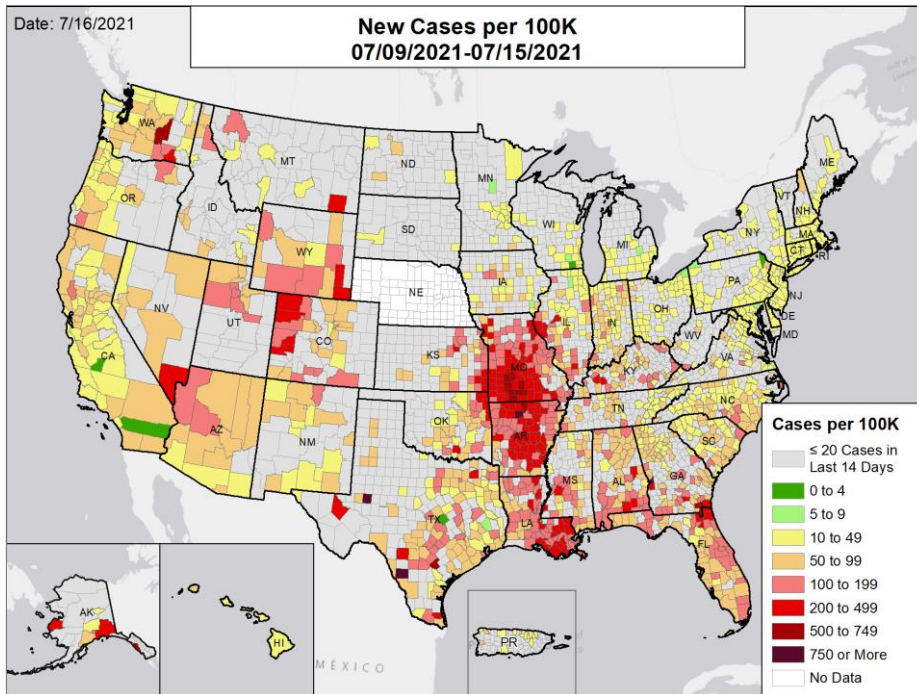 Date: 7/16/2021
New Cases per 100K
07/09/2021-07/15/2021
WA
MT
ND
MN
ME
OR
ID
WY
SD
WI
MI
VT
NH
NY
MA
CT
RI
NV
UT
CO
NE
IA
IL
IN
OH
PA
NJ
DE
MD
CA
AZ
NM
KS
OK
MO
AR
KY
TN
WV
VA
NC
SC
TX
LA
MS
AL
GA
FL
AK
HI
PR
MÉXICO
Cases per 100K
≤ 20 Cases in
Last 14 Days
0 to 4
5 to 9
10 to 49
50 to 99
100 to 199
200 to 499
500 to 749
750 or More
No Data